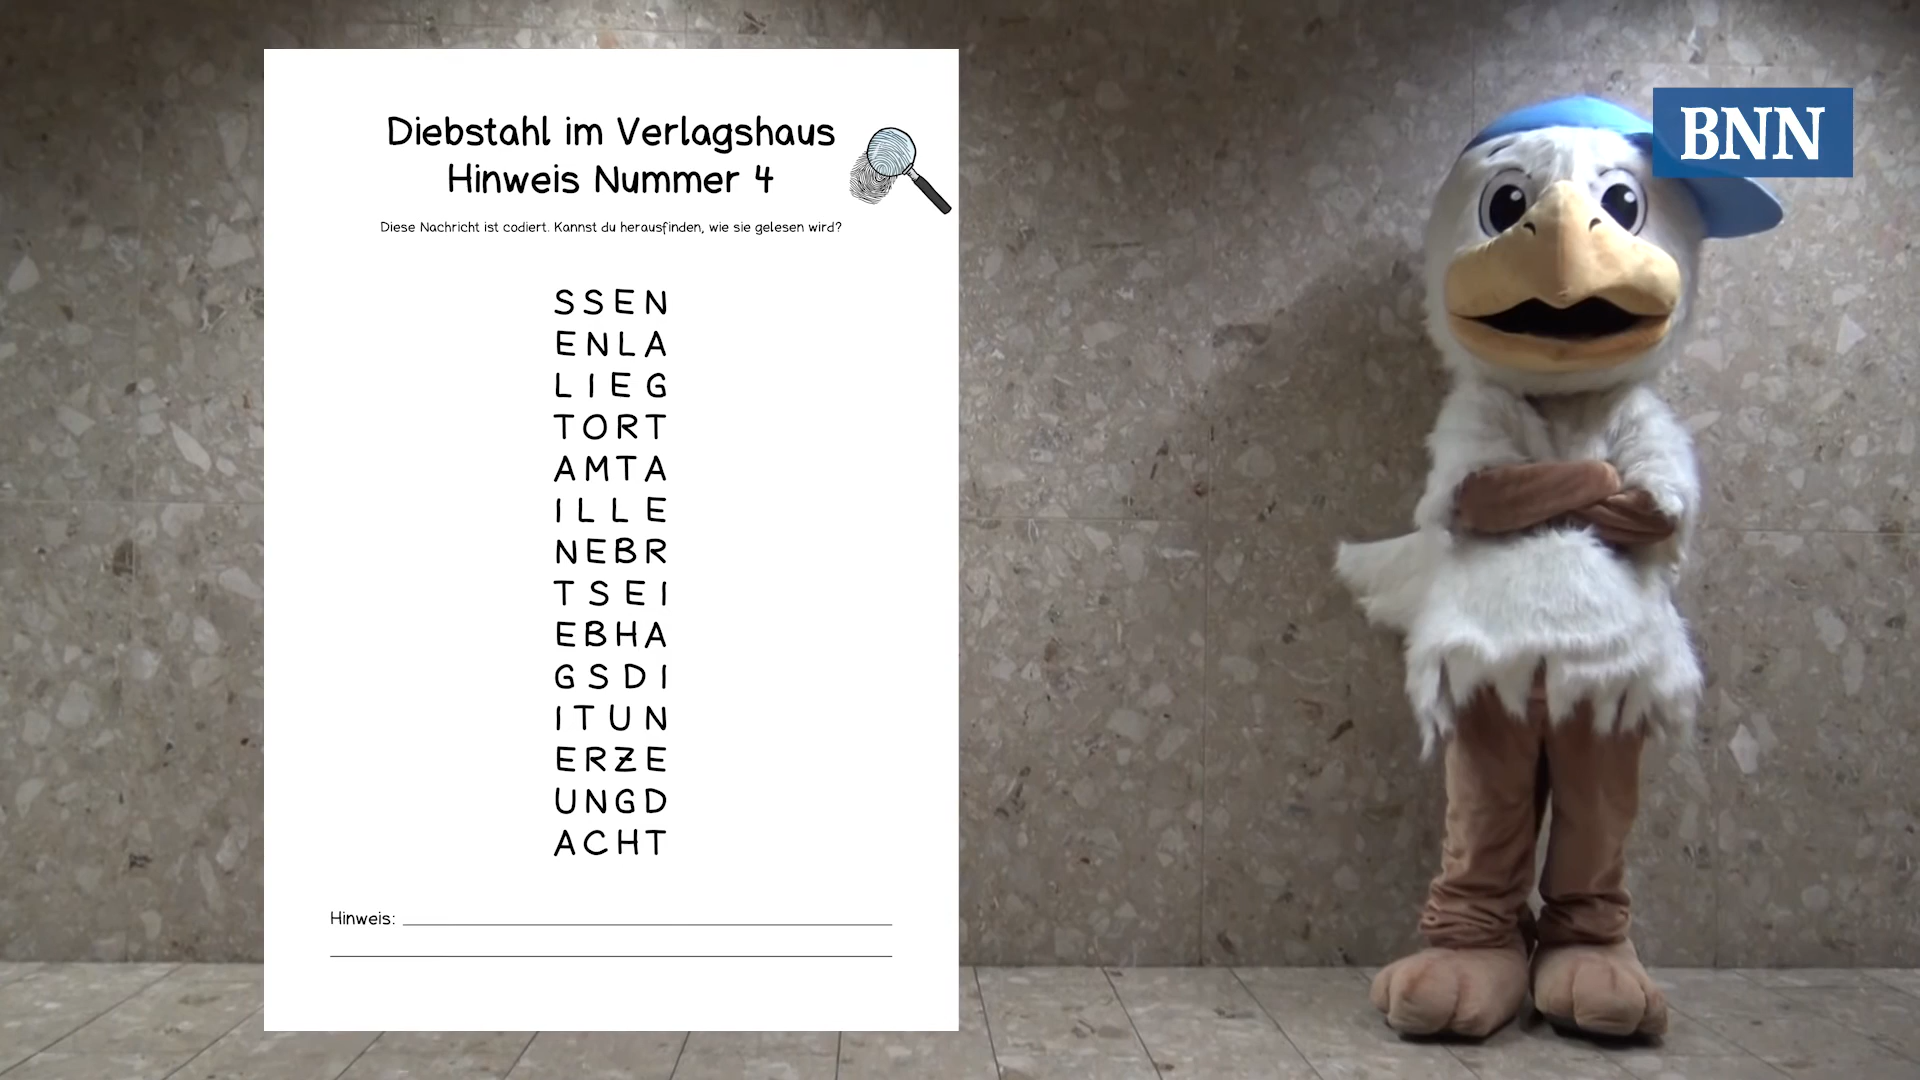 Diebstahl im Verlagshaus
Hinweis Nummer 4
Diese Nachricht ist codiert. Kannst du herausfinden, wie sie gelesen wird?
SSEN
ENLA
LIEG
TORT
AMTA
ILLE
NEBR
TSEI
EBHA
GSDI
ITUN
ERZE
UNGD
ACHT
Hinweis:
BNN